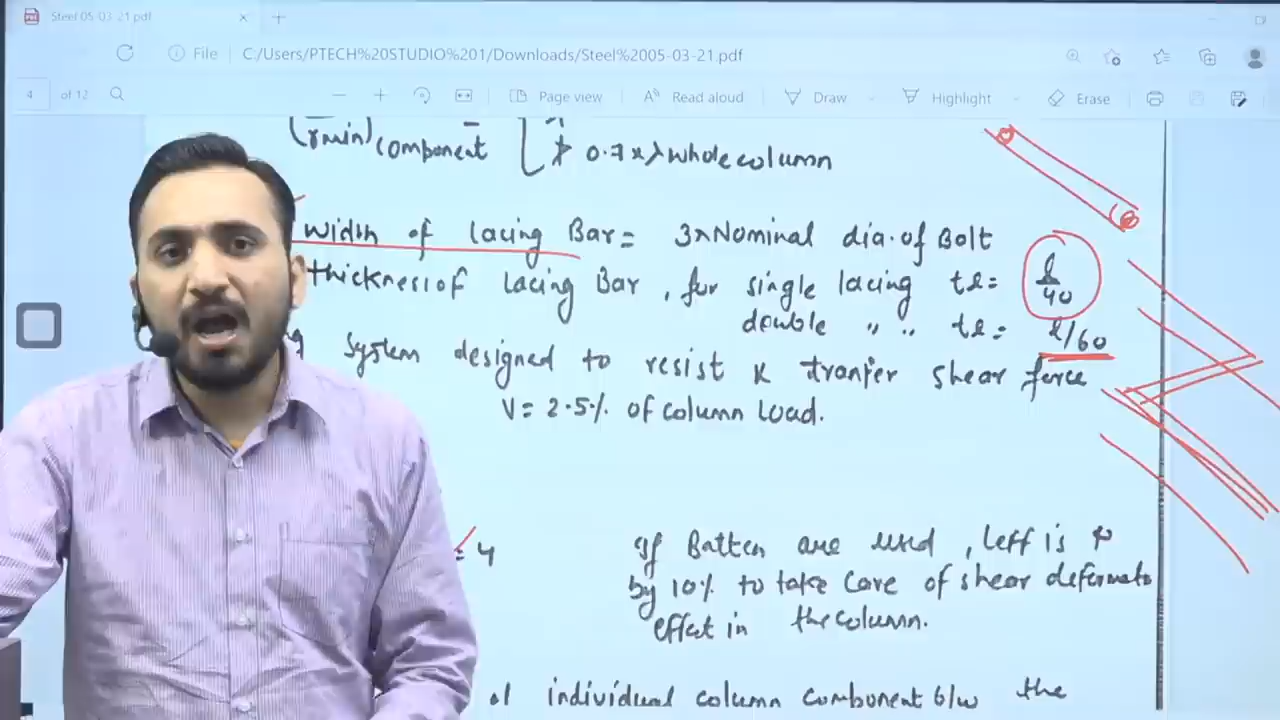 Steel 05-03-21.pdf
File C:/Users/PTECH%20STUDIO%201/Downloads/Steel%2005-03-21.pdf
4 of 12 Page view Read aloud Draw Highlight Erase
(rmin)component 0.7 x λ whole column
width of lacing Bar = 3 x Nominal dia. of Bolt
thickness of lacing Bar, for single lacing tl = l/40
double " " tl = l/60
system designed to resist & tranfer shear force
V = 2.5% of column load.
= 4
If Batten are used, leff is ↑
by 10% to take care of shear deformato
effect in the column.
of individual column component b/w the